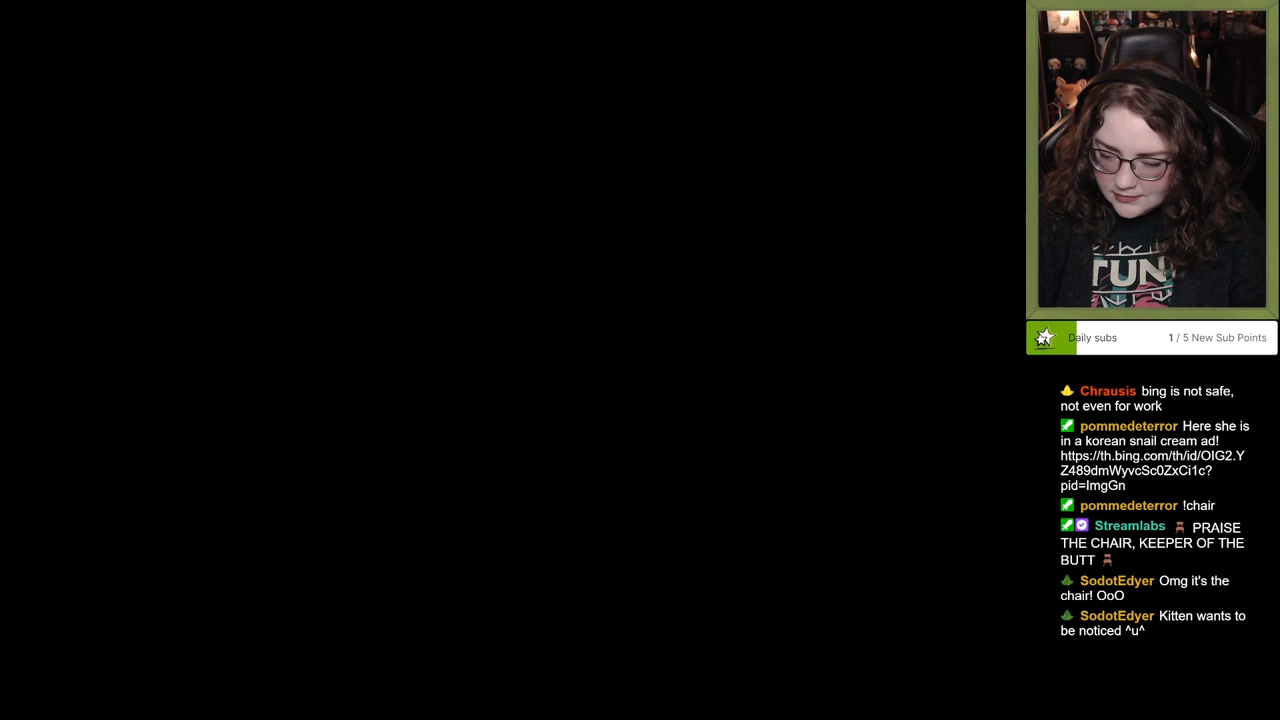 TUN
Daily subs 1 / 5 New Sub Points
Chrausis bing is not safe,
not even for work
pommedeterror Here she is
in a korean snail cream ad!
https://th.bing.com/th/id/OIG2.Y
Z489dmWyvcSc0ZxCi1c?
pid=ImgGn
pommedeterror !chair
Streamlabs 🪑 PRAISE
THE CHAIR, KEEPER OF THE
BUTT 🪑
SodotEdyer Omg it's the
chair! OoO
SodotEdyer Kitten wants to
be noticed ^u^